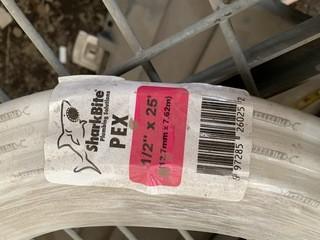 SharkBite
Plumbing Solutions
PEX
1/2" x 25'
(12.7mm x 7.62m)
97285 26025